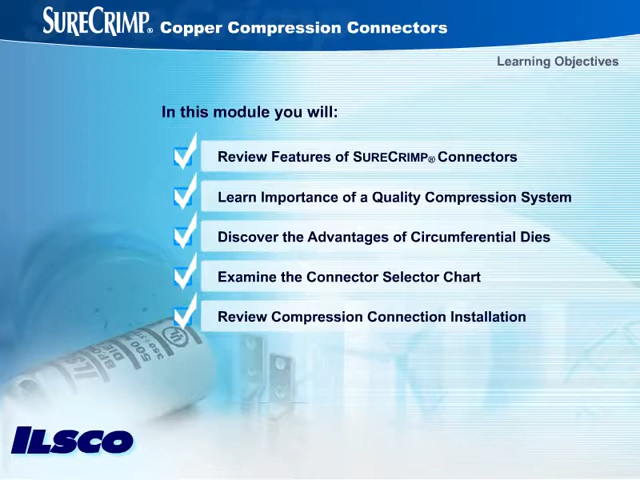 SURECRIMP® Copper Compression Connectors
Learning Objectives
In this module you will:
Review Features of SURECRIMP® Connectors
Learn Importance of a Quality Compression System
Discover the Advantages of Circumferential Dies
Examine the Connector Selector Chart
Review Compression Connection Installation
ILSCO